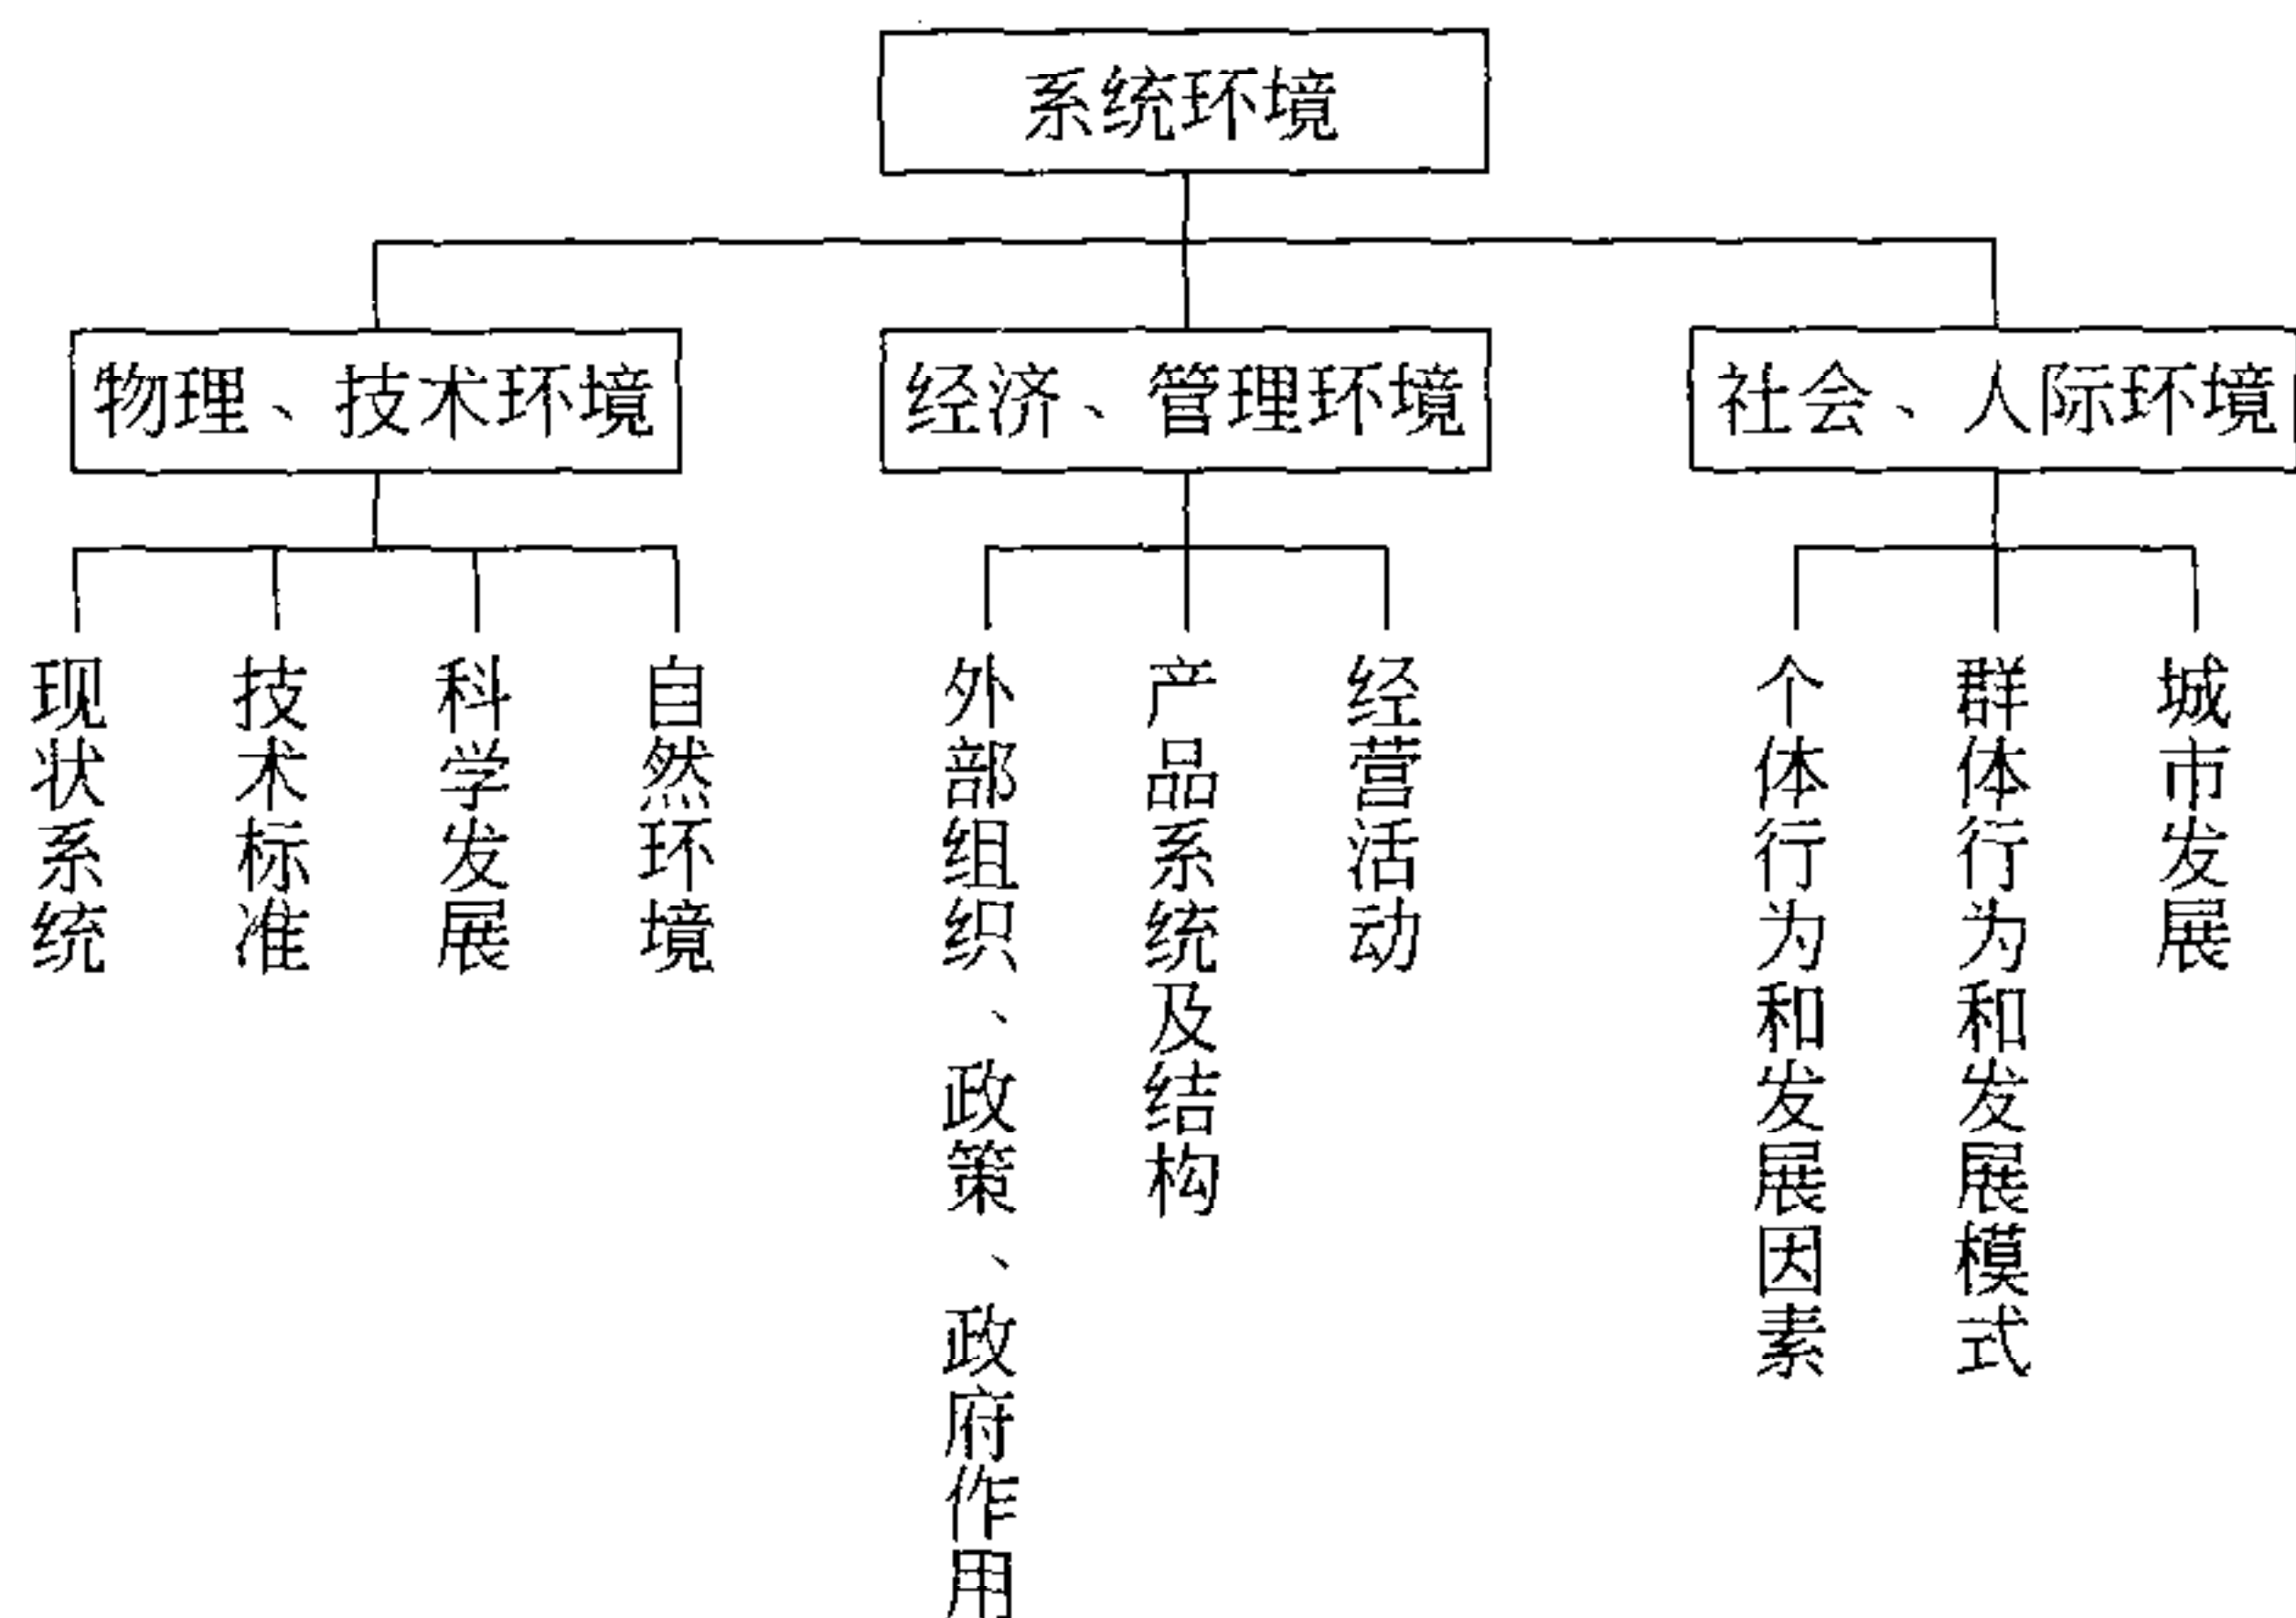 系统环境
物理、技术环境
经济、管理环境
社会、人际环境
现状系统
技术标准
科学发展
自然环境
外部组织、政策、政府作用
产品系统及结构
经营活动
个体行为和发展因素
群体行为和发展模式
城市发展